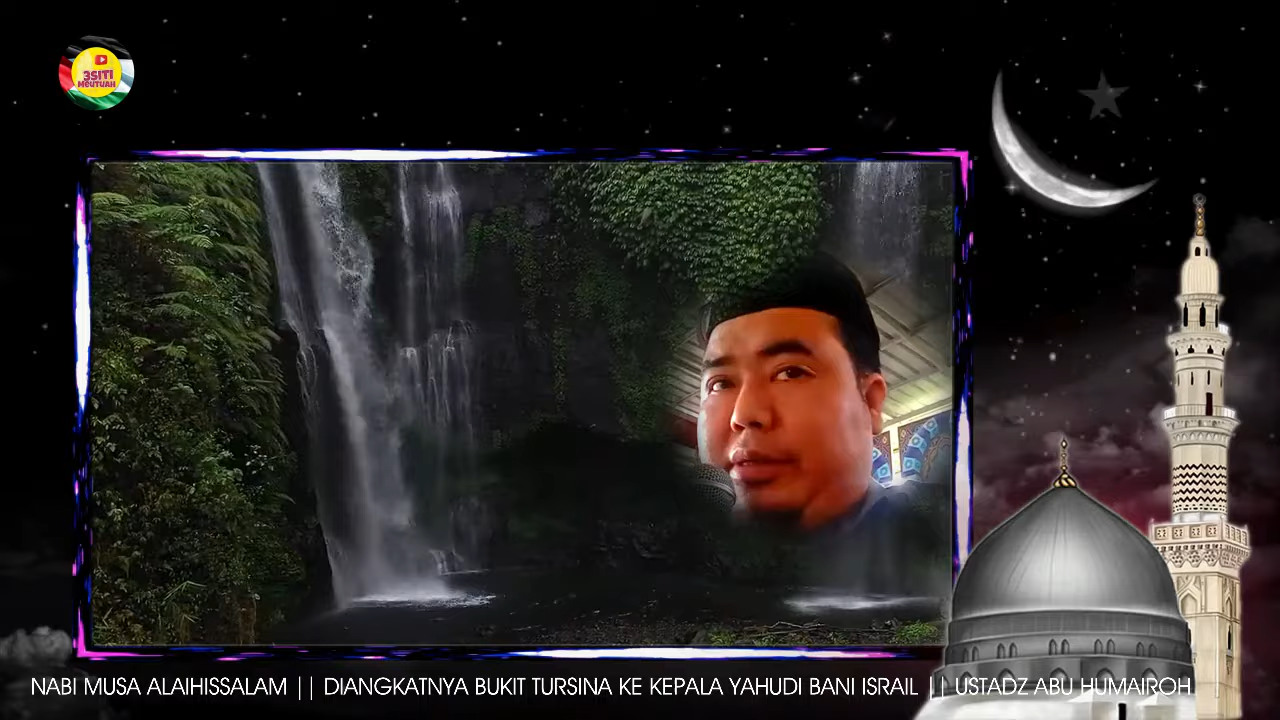 3SITI
MEUTUAH
NABI MUSA ALAIHISSALAM || DIANGKATNYA BUKIT TURSINA KE KEPALA YAHUDI BANI ISRAIL || USTADZ ABU HUMAIROH